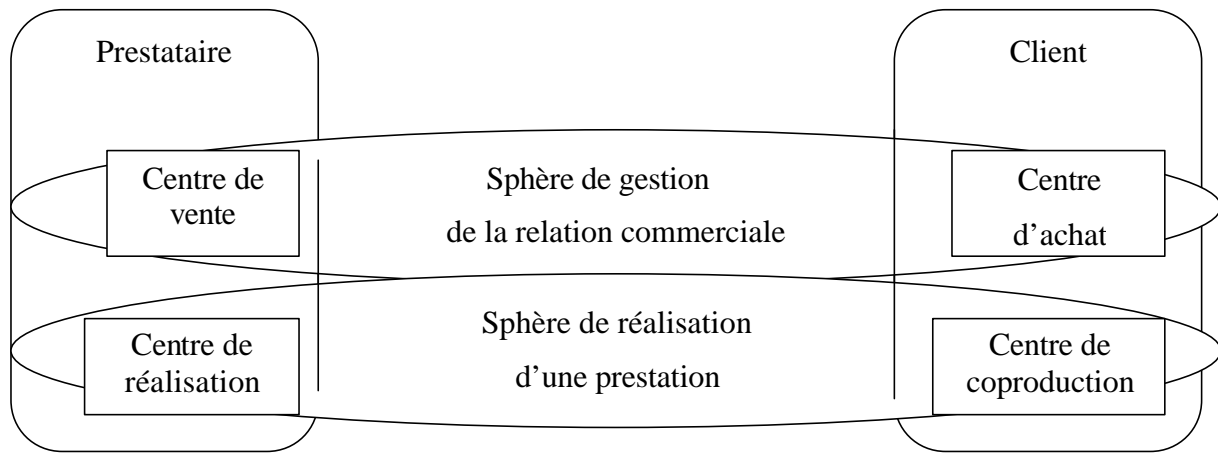 Prestataire
Client
Centre de
vente
Sphère de gestion
de la relation commerciale
Centre
d’achat
Centre de
réalisation
Sphère de réalisation
d’une prestation
Centre de
coproduction